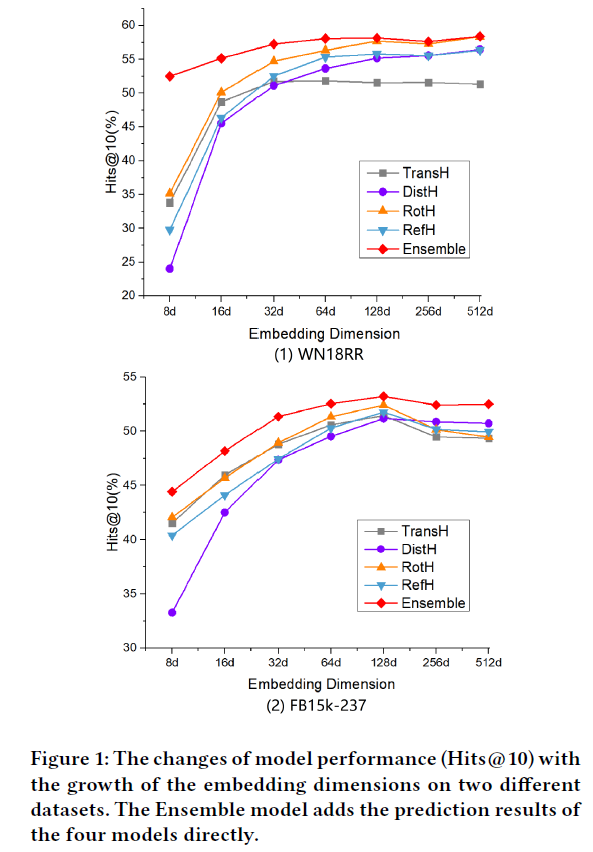 60
55
50
45
40
35
30
25
20
Hits@10(%)
TransH
DistH
RotH
RefH
Ensemble
8d 16d 32d 64d 128d 256d 512d
Embedding Dimension
(1) WN18RR
55
50
45
40
35
30
Hits@10(%)
TransH
DistH
RotH
RefH
Ensemble
8d 16d 32d 64d 128d 256d 512d
Embedding Dimension
(2) FB15k-237
Figure 1: The changes of model performance (Hits@10) with
the growth of the embedding dimensions on two different
datasets. The Ensemble model adds the prediction results of
the four models directly.